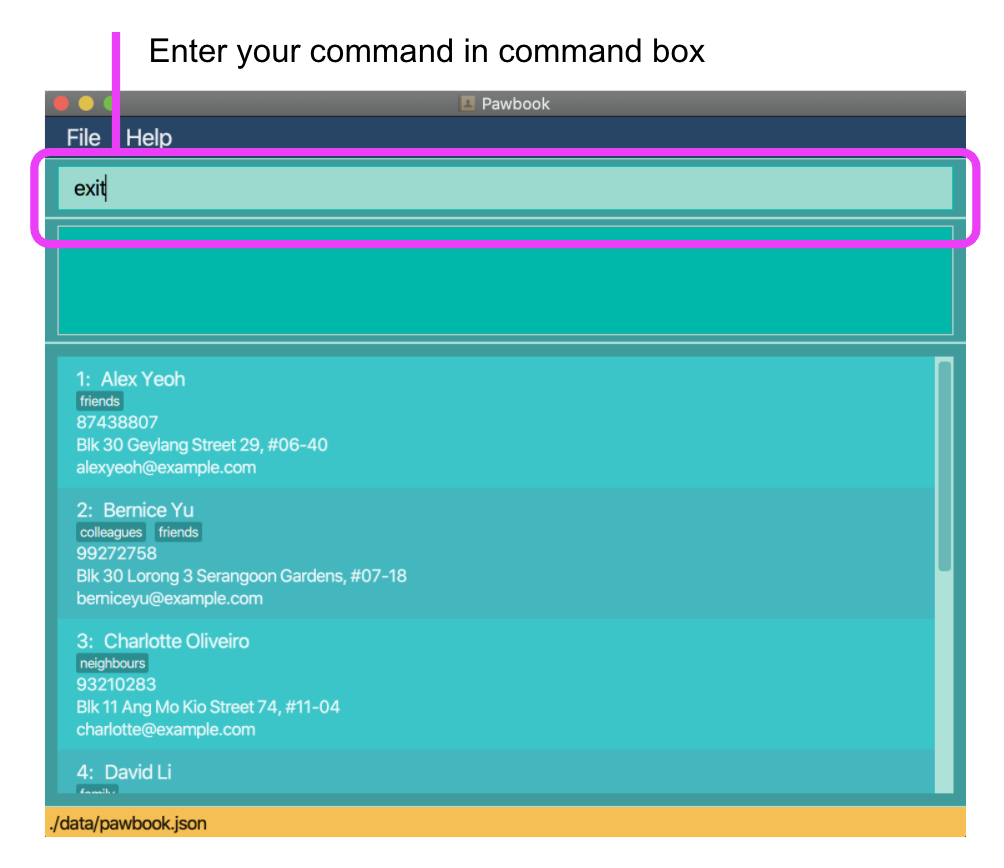 Enter your command in command box
Pawbook
File Help
exit
1: Alex Yeoh
friends
87438807
Blk 30 Geylang Street 29, #06-40
alexyeoh@example.com
2: Bernice Yu
colleagues friends
99272758
Blk 30 Lorong 3 Serangoon Gardens, #07-18
berniceyu@example.com
3: Charlotte Oliveiro
neighbours
93210283
Blk 11 Ang Mo Kio Street 74, #11-04
charlotte@example.com
4: David Li
family
./data/pawbook.json